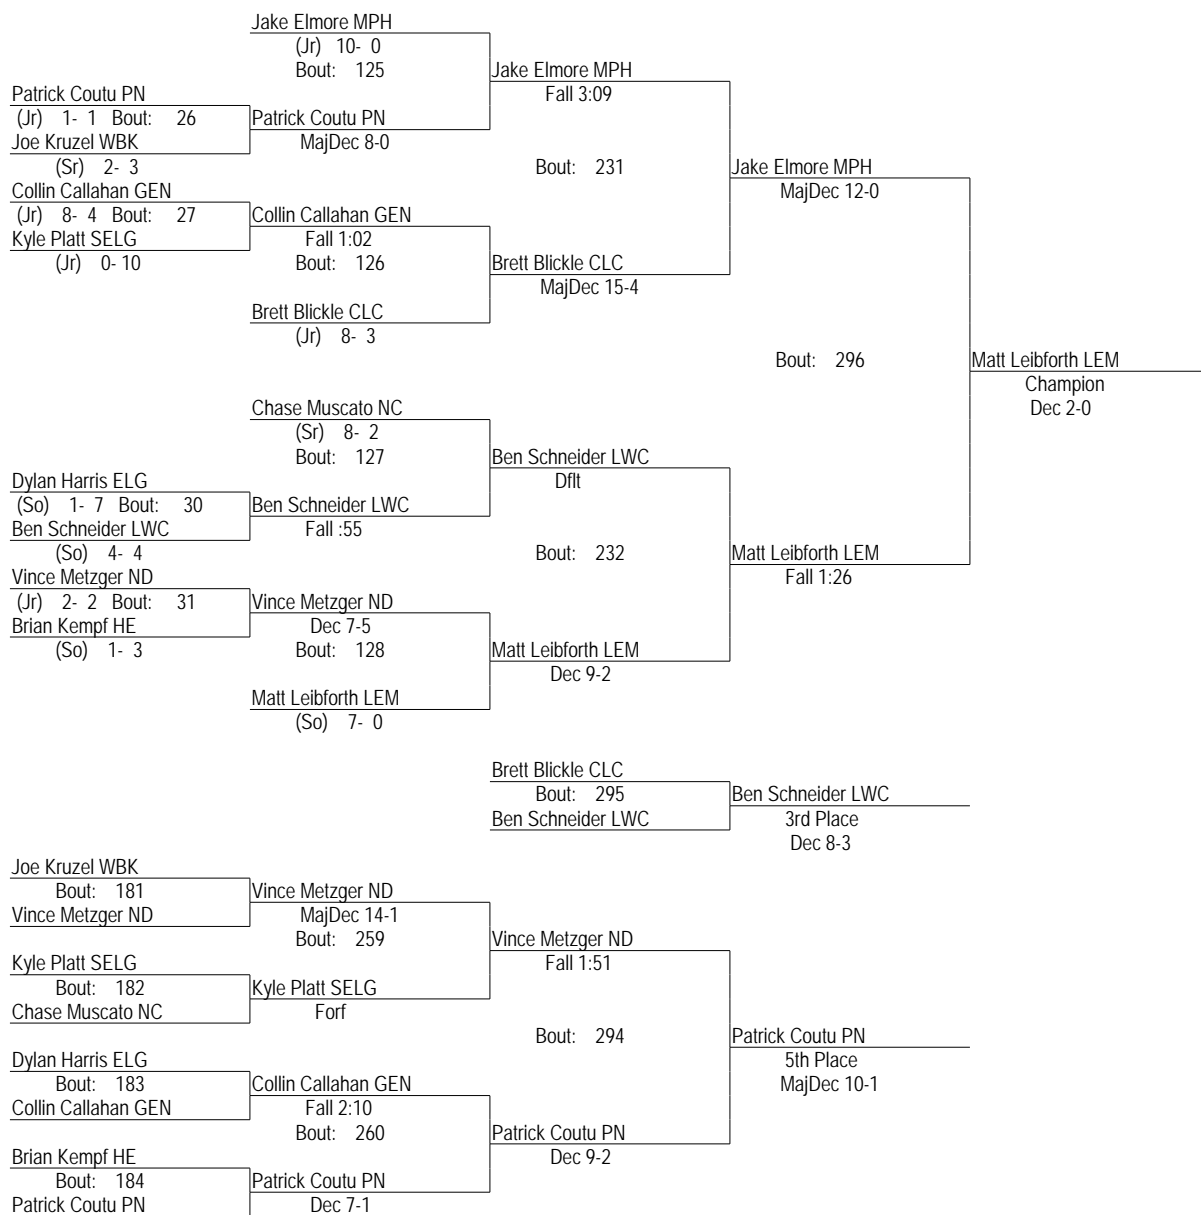 Jake Elmore MPH
(Jr) 10- 0
Bout: 125
Jake Elmore MPH
Fall 3:09
Patrick Coutu PN
(Jr) 1- 1 Bout: 26
Patrick Coutu PN
MajDec 8-0
Joe Kruzel WBK
(Sr) 2- 3
Bout: 231
Jake Elmore MPH
MajDec 12-0
Collin Callahan GEN
(Jr) 8- 4 Bout: 27
Collin Callahan GEN
Fall 1:02
Kyle Platt SELG
(Jr) 0- 10
Bout: 126
Brett Blickle CLC
MajDec 15-4
Brett Blickle CLC
(Jr) 8- 3
Bout: 296
Matt Leibforth LEM
Champion
Dec 2-0
Chase Muscato NC
(Sr) 8- 2
Bout: 127
Ben Schneider LWC
Dflt
Dylan Harris ELG
(So) 1- 7 Bout: 30
Ben Schneider LWC
Fall :55
Ben Schneider LWC
(So) 4- 4
Bout: 232
Matt Leibforth LEM
Fall 1:26
Vince Metzger ND
(Jr) 2- 2 Bout: 31
Vince Metzger ND
Dec 7-5
Brian Kempf HE
(So) 1- 3
Bout: 128
Matt Leibforth LEM
Dec 9-2
Matt Leibforth LEM
(So) 7- 0
Brett Blickle CLC
Bout: 295
Ben Schneider LWC
Ben Schneider LWC
3rd Place
Dec 8-3
Joe Kruzel WBK
Bout: 181
Vince Metzger ND
Vince Metzger ND
MajDec 14-1
Bout: 259
Vince Metzger ND
Fall 1:51
Kyle Platt SELG
Bout: 182
Kyle Platt SELG
Chase Muscato NC
Forf
Bout: 294
Patrick Coutu PN
5th Place
MajDec 10-1
Dylan Harris ELG
Bout: 183
Collin Callahan GEN
Collin Callahan GEN
Fall 2:10
Bout: 260
Patrick Coutu PN
Dec 9-2
Brian Kempf HE
Bout: 184
Patrick Coutu PN
Patrick Coutu PN
Dec 7-1